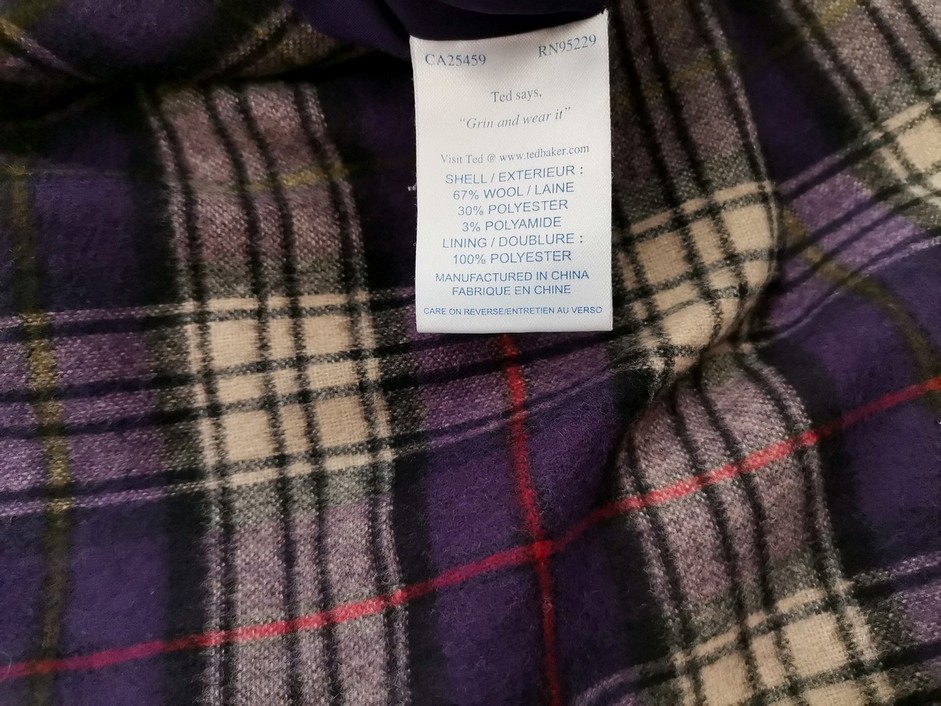 CA25459 RN95229
Ted says,
"Grin and wear it"
Visit Ted @ www.tedbaker.com
SHELL / EXTERIEUR :
67% WOOL / LAINE
30% POLYESTER
3% POLYAMIDE
LINING / DOUBLURE :
100% POLYESTER
MANUFACTURED IN CHINA
FABRIQUE EN CHINE
CARE ON REVERSE/ENTRETIEN AU VERSO